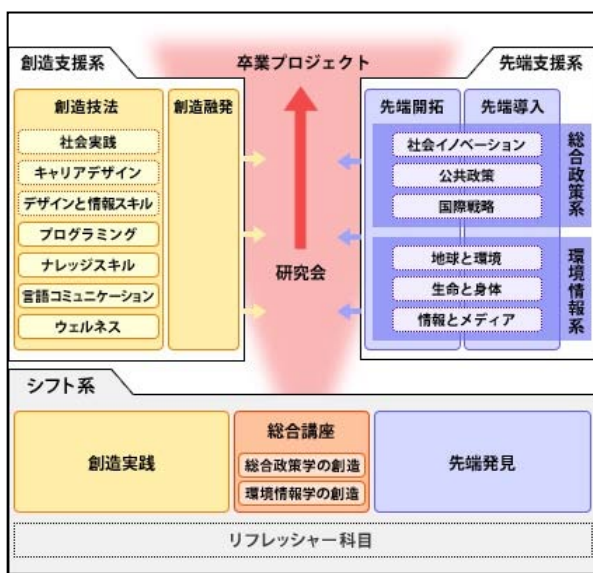 創造支援系
卒業プロジェクト
先端支援系
創造技法
創造融発
社会実践
キャリアデザイン
デザインと情報スキル
プログラミング
ナレッジスキル
言語コミュニケーション
ウェルネス
研究会
先端開拓
先端導入
社会イノベーション
公共政策
国際戦略
総合政策系
地球と環境
生命と身体
情報とメディア
環境情報系
シフト系
創造実践
総合講座
総合政策学の創造
環境情報学の創造
先端発見
リフレッシャー科目